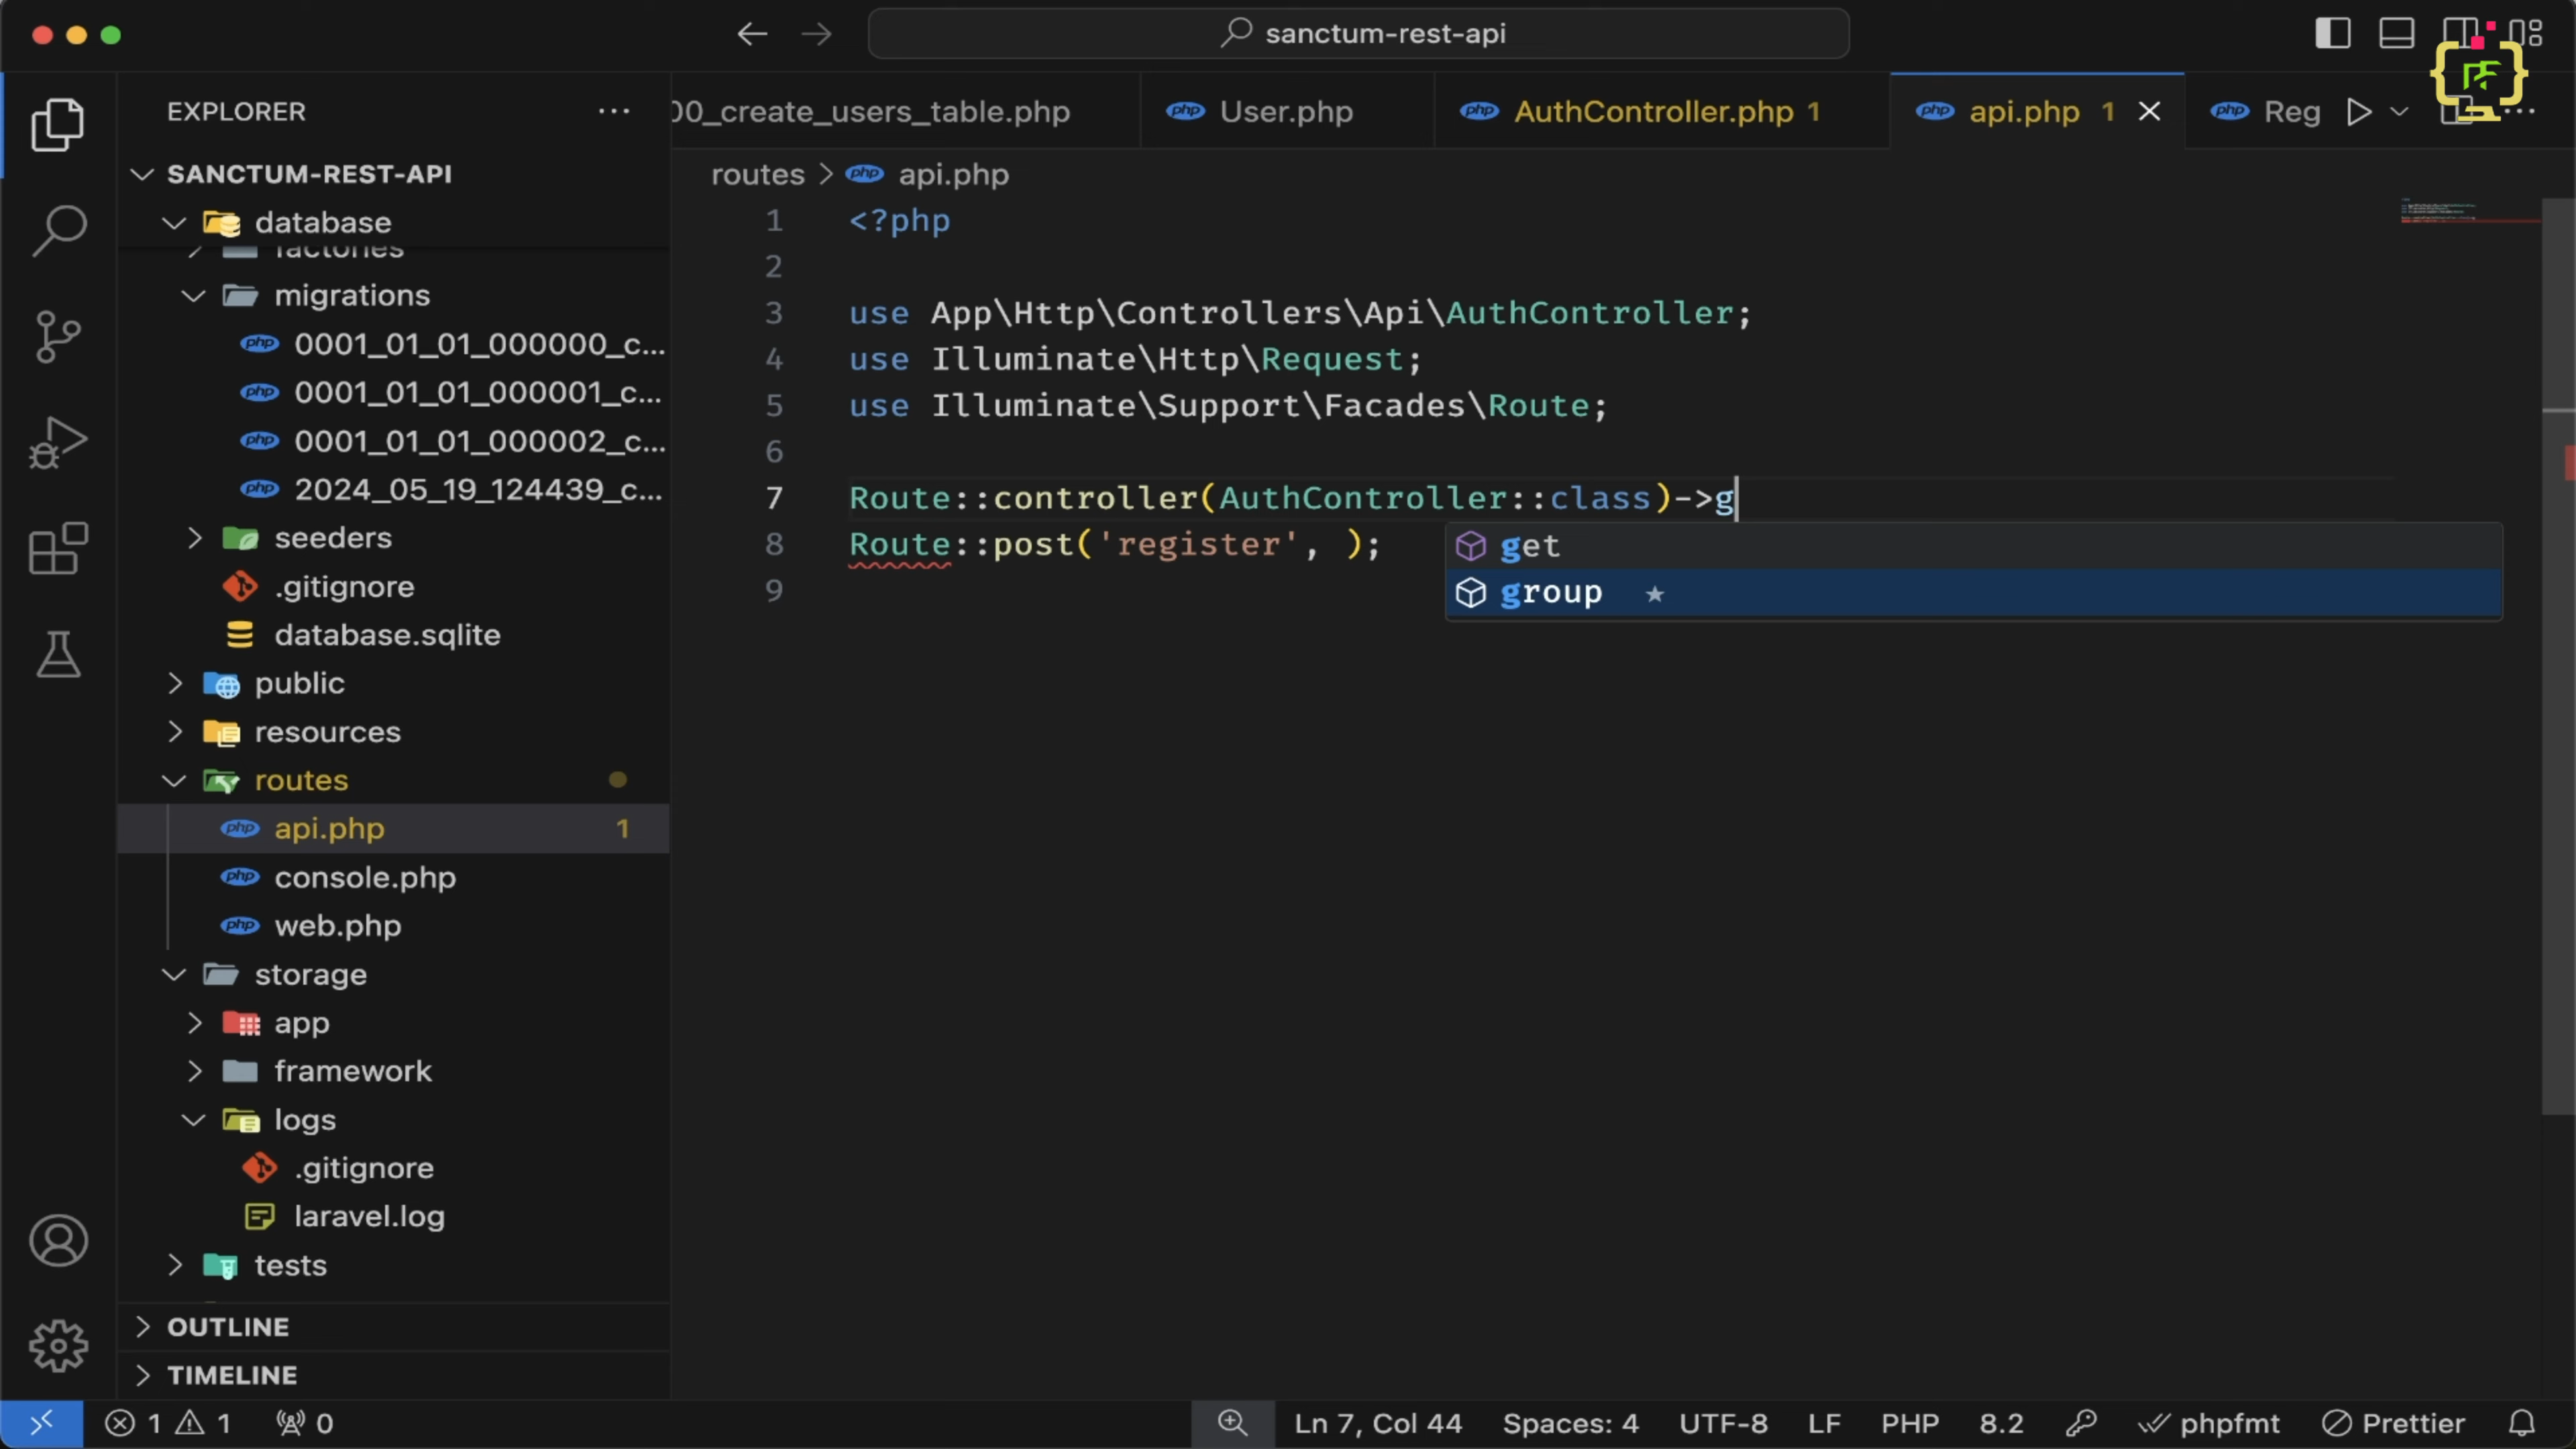 sanctum-rest-api
EXPLORER
00_create_users_table.php
User.php
AuthController.php 1
api.php 1
Reg
SANCTUM-REST-API
database
factories
migrations
0001_01_01_000000_c...
0001_01_01_000001_c...
0001_01_01_000002_c...
2024_05_19_124439_c...
seeders
.gitignore
database.sqlite
public
resources
routes
api.php 1
console.php
web.php
storage
app
framework
logs
.gitignore
laravel.log
tests
OUTLINE
TIMELINE
routes > api.php
1 <?php
2
3 use App\Http\Controllers\Api\AuthController;
4 use Illuminate\Http\Request;
5 use Illuminate\Support\Facades\Route;
6
7 Route::controller(AuthController::class)->g
8 Route::post('register', );
9
get
group
1 1 0
Ln 7, Col 44 Spaces: 4 UTF-8 LF PHP 8.2 phpfmt Prettier